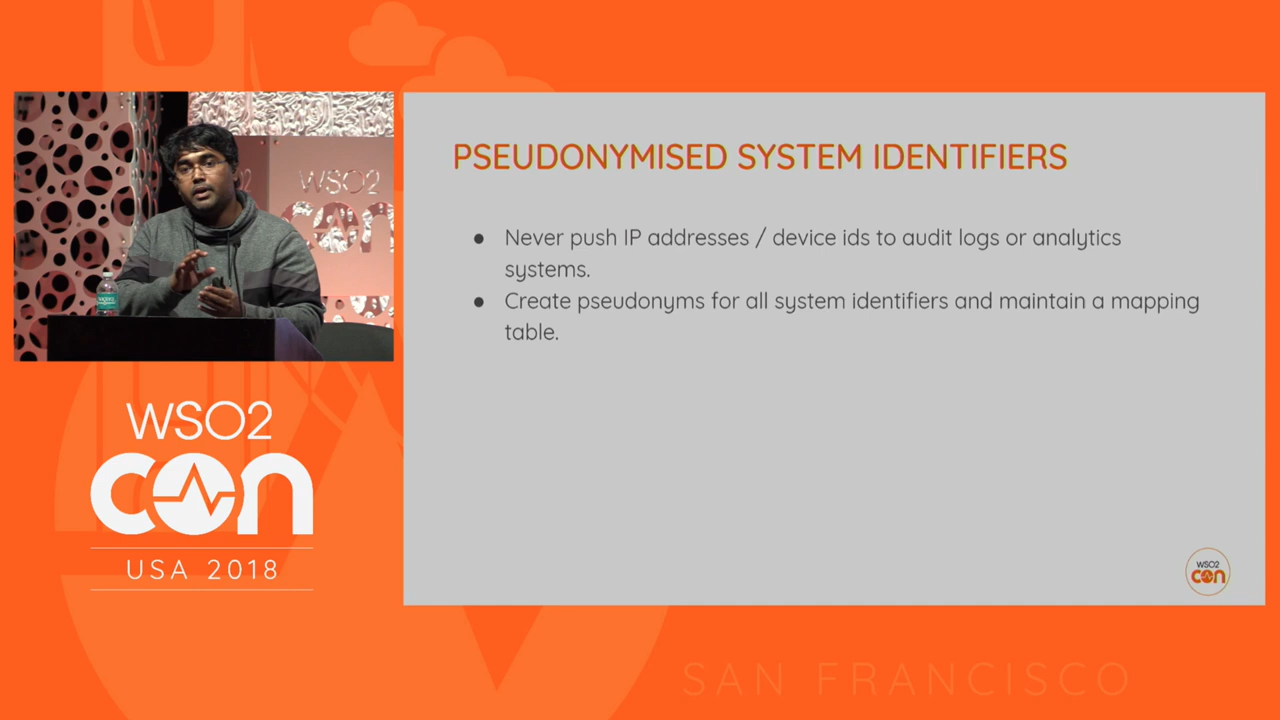 PSEUDONYMISED SYSTEM IDENTIFIERS
● Never push IP addresses / device ids to audit logs or analytics
systems.
● Create pseudonyms for all system identifiers and maintain a mapping
table.
WSO2
con
WSO2
con
USA 2018
WSO2
con
SAN FRANCISCO